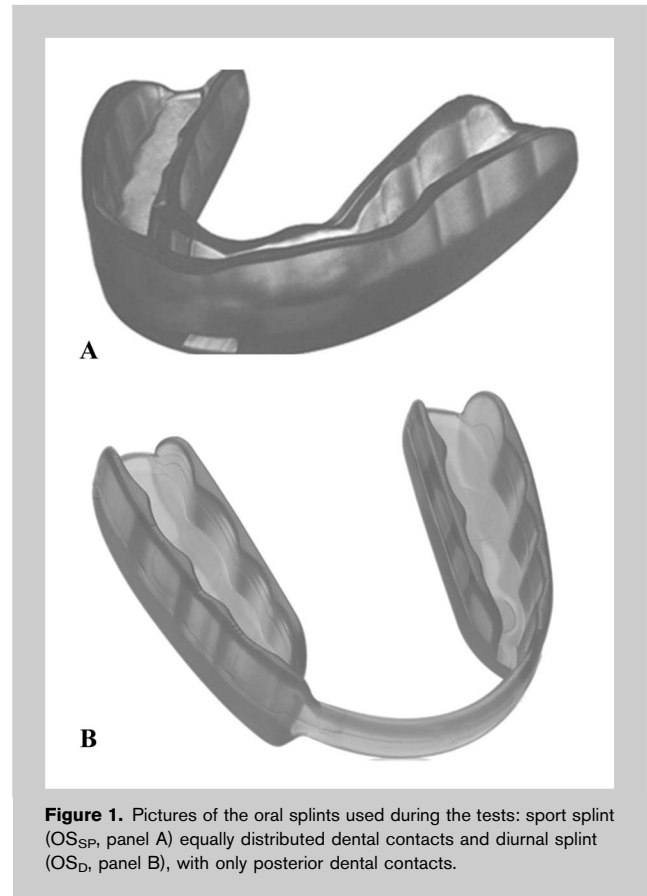 A
B
Figure 1. Pictures of the oral splints used during the tests: sport splint
(OSSP, panel A) equally distributed dental contacts and diurnal splint
(OSD, panel B), with only posterior dental contacts.